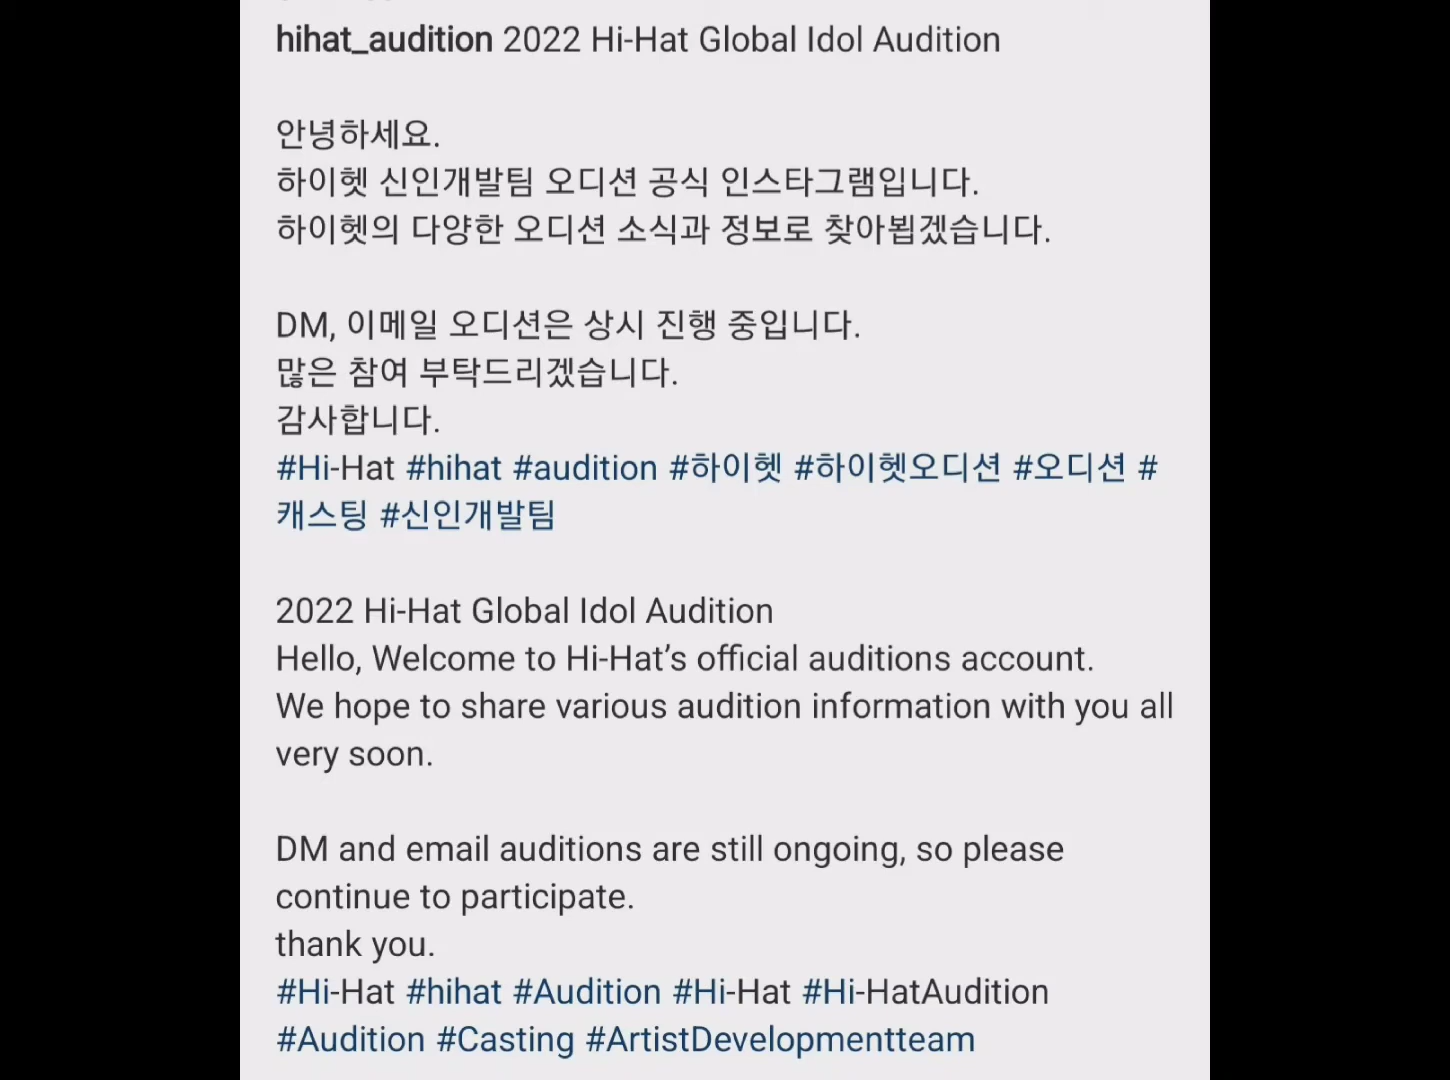 hihat_audition 2022 Hi-Hat Global Idol Audition
안녕하세요.
하이헷 신인개발팀 오디션 공식 인스타그램입니다.
하이헷의 다양한 오디션 소식과 정보로 찾아뵙겠습니다.
DM, 이메일 오디션은 상시 진행 중입니다.
많은 참여 부탁드리겠습니다.
감사합니다.
#Hi-Hat #hihat #audition #하이헷 #하이헷오디션 #오디션 #
캐스팅 #신인개발팀
2022 Hi-Hat Global Idol Audition
Hello, Welcome to Hi-Hat’s official auditions account.
We hope to share various audition information with you all
very soon.
DM and email auditions are still ongoing, so please
continue to participate.
thank you.
#Hi-Hat #hihat #Audition #Hi-Hat #Hi-HatAudition
#Audition #Casting #ArtistDevelopmentteam